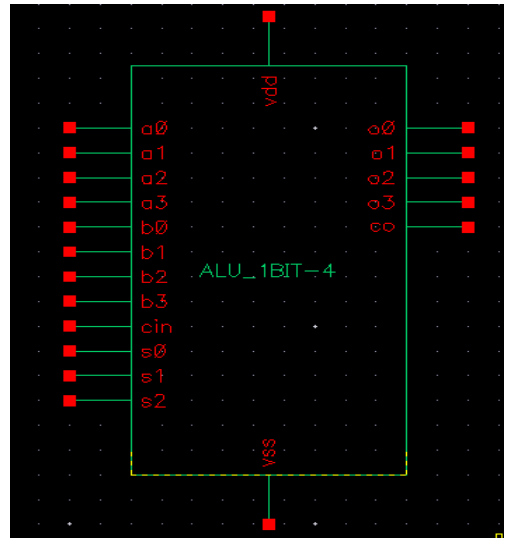 vdd
a0 o0
a1 o1
a2 o2
a3 o3
b0 co
b1
ALU_1BIT-4
b2
b3
cin
s0
s1
s2
vss